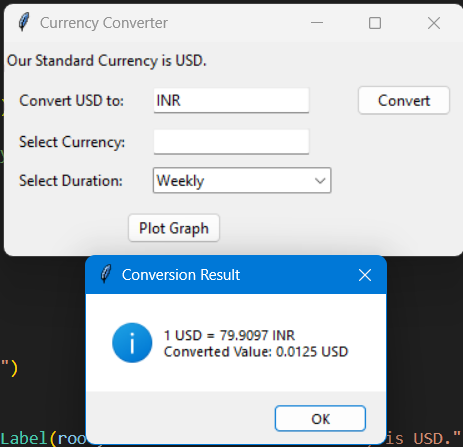 Currency Converter
Our Standard Currency is USD.
Convert USD to: INR Convert
Select Currency:
Select Duration: Weekly
Plot Graph
Conversion Result
1 USD = 79.9097 INR
Converted Value: 0.0125 USD
OK
")
Label(roo is USD."